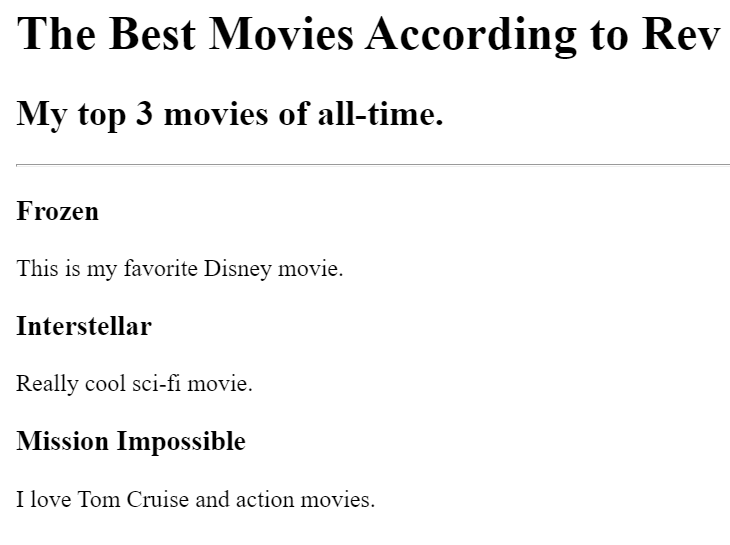 The Best Movies According to Rev
My top 3 movies of all-time.
Frozen
This is my favorite Disney movie.
Interstellar
Really cool sci-fi movie.
Mission Impossible
I love Tom Cruise and action movies.